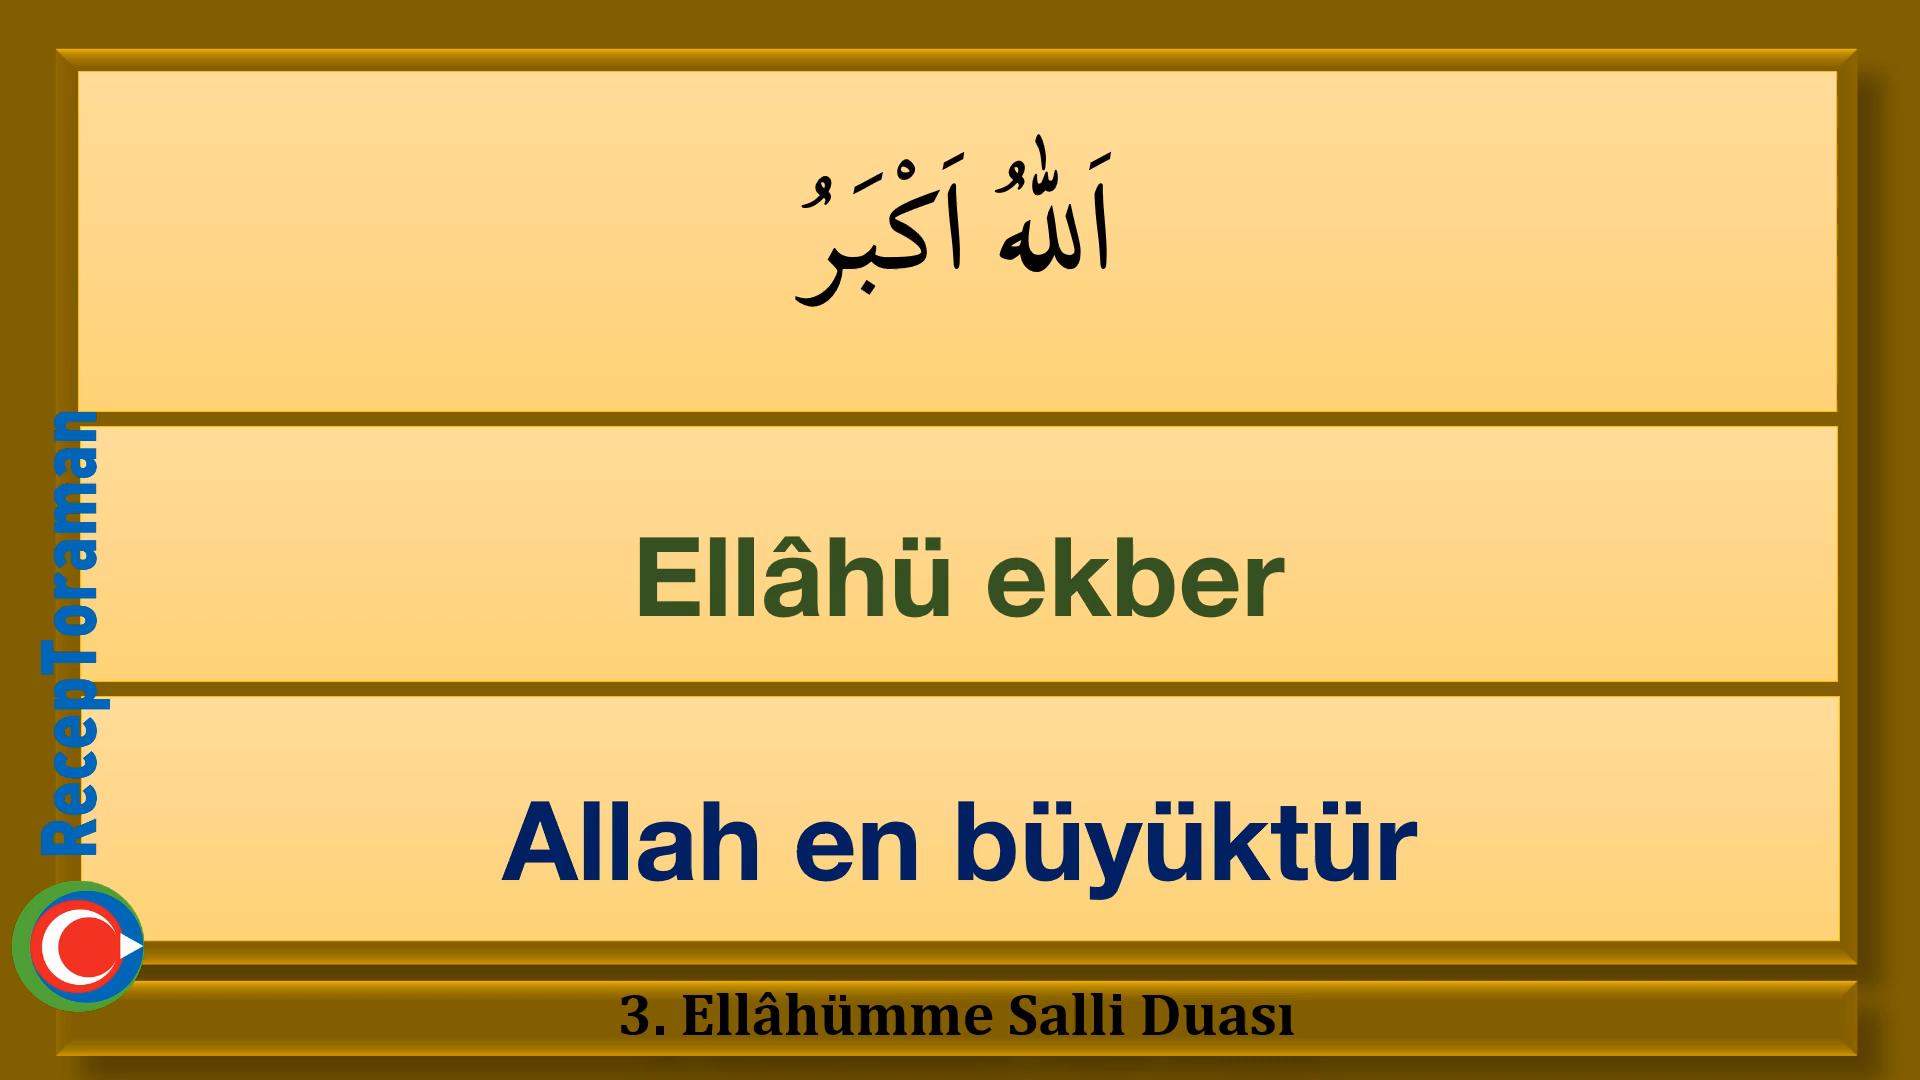 اَللّٰهُ اَكْبَرُ
Ellâhü ekber
Allah en büyüktür
RecepToraman
3. Ellâhümme Salli Duası